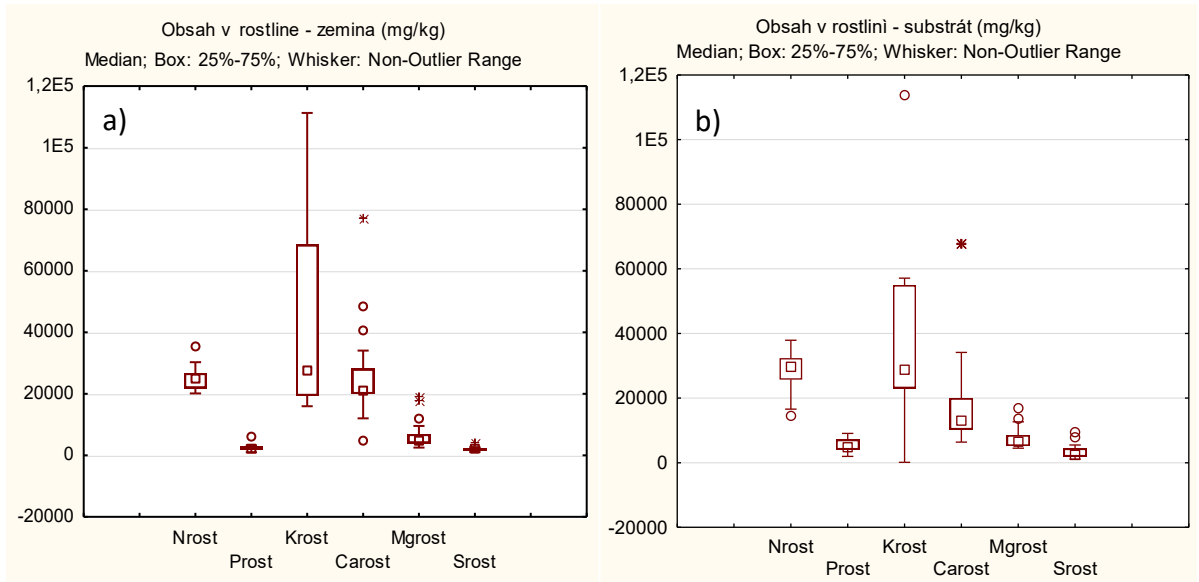 Obsah v rostline - zemina (mg/kg)
Median; Box: 25%-75%; Whisker: Non-Outlier Range
1,2E5
a)
1E5
80000
60000
40000
20000
0
-20000
Nrost
Prost
Krost
Carost
Mgrost
Srost
Obsah v rostlinì - substrát (mg/kg)
Median; Box: 25%-75%; Whisker: Non-Outlier Range
1,2E5
b)
1E5
80000
60000
40000
20000
0
-20000
Nrost
Prost
Krost
Carost
Mgrost
Srost